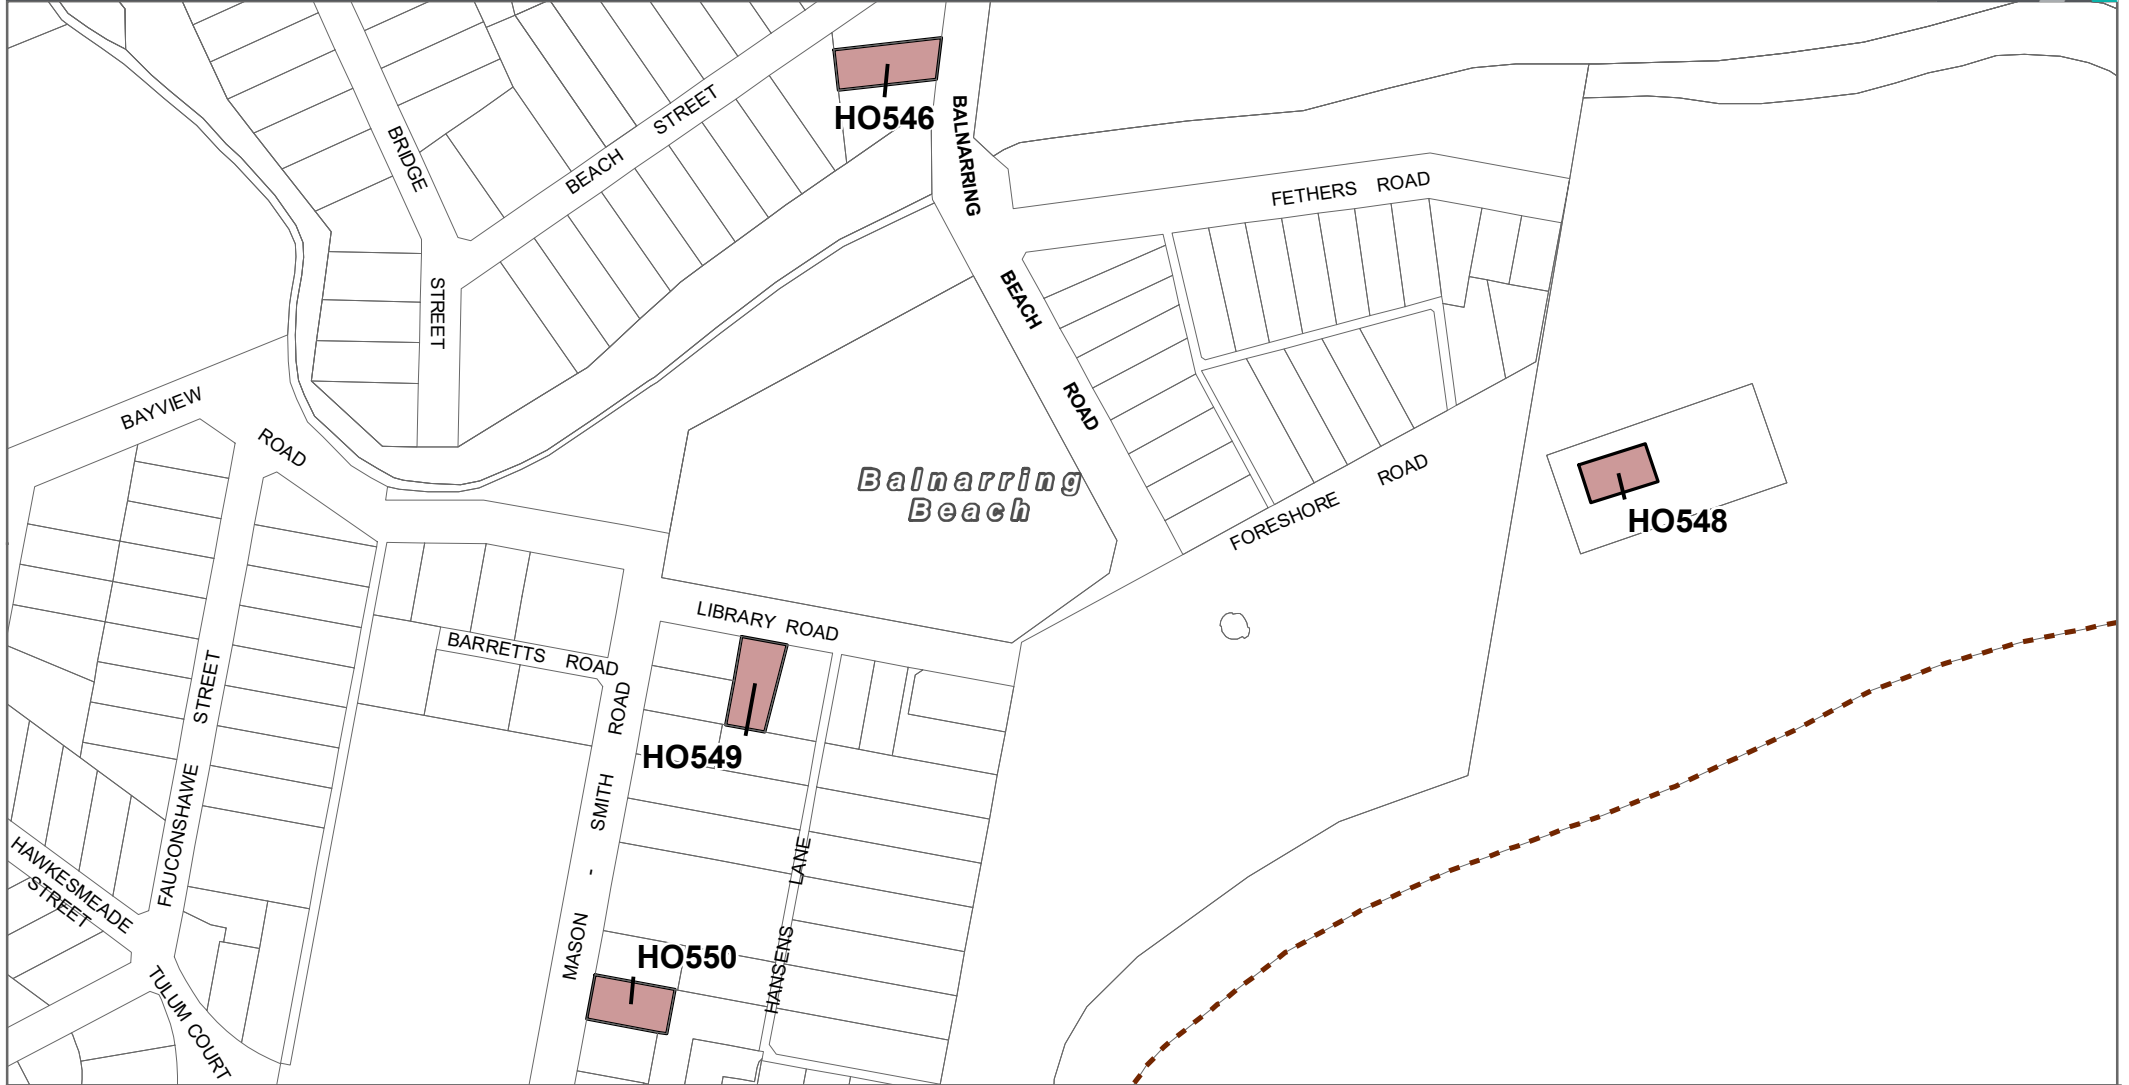 HO546
BALNARRING
BEACH
ROAD
BRIDGE
STREET
BEACH STREET
FETHERS ROAD
BAYVIEW
ROAD
Balnarring
Beach
FORESHORE ROAD
HO548
LIBRARY ROAD
BARRETTS ROAD
HO549
FAUCONSHAWE STREET
MASON - SMITH ROAD
HANSENS LANE
HAWKESMEADE
STREET
HO550
TULUM COURT